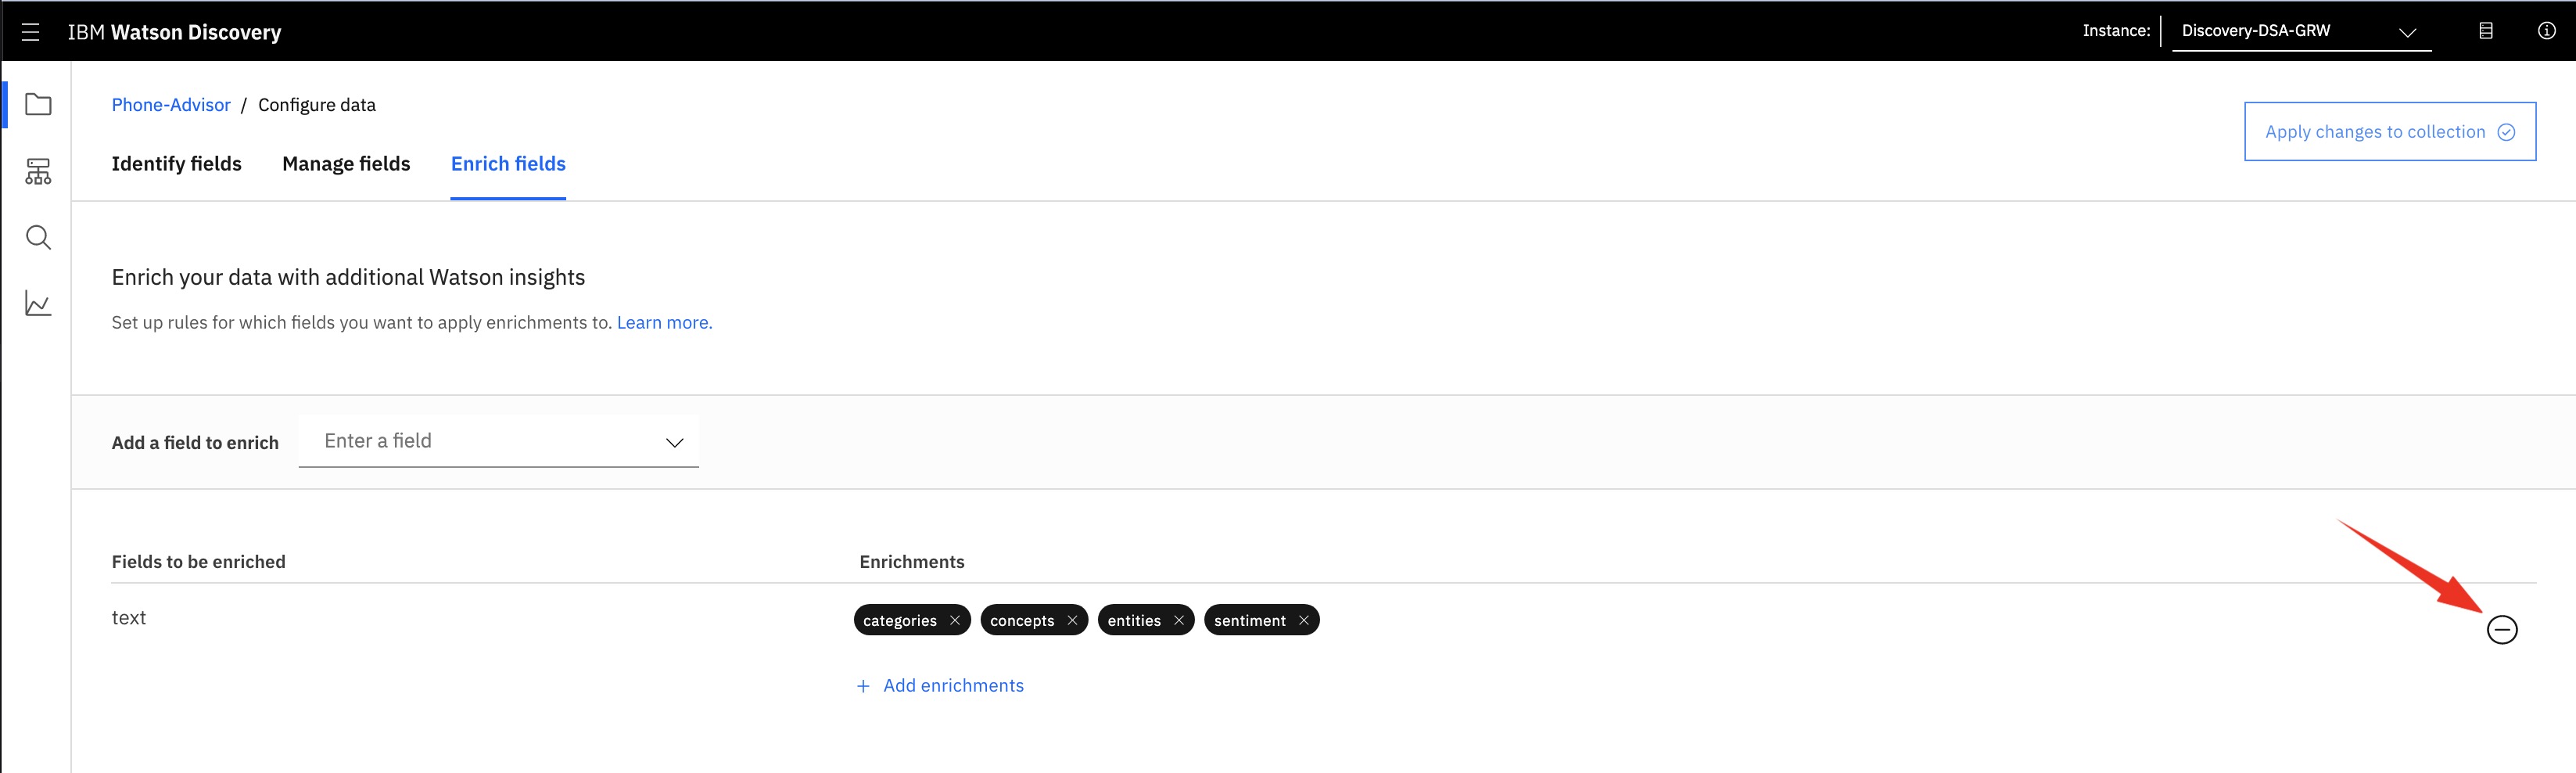 IBM Watson Discovery
Instance: Discovery-DSA-GRW
Phone-Advisor / Configure data
Apply changes to collection
Identify fields Manage fields Enrich fields
Enrich your data with additional Watson insights
Set up rules for which fields you want to apply enrichments to. Learn more.
Add a field to enrich Enter a field
Fields to be enriched Enrichments
text categories concepts entities sentiment
+ Add enrichments